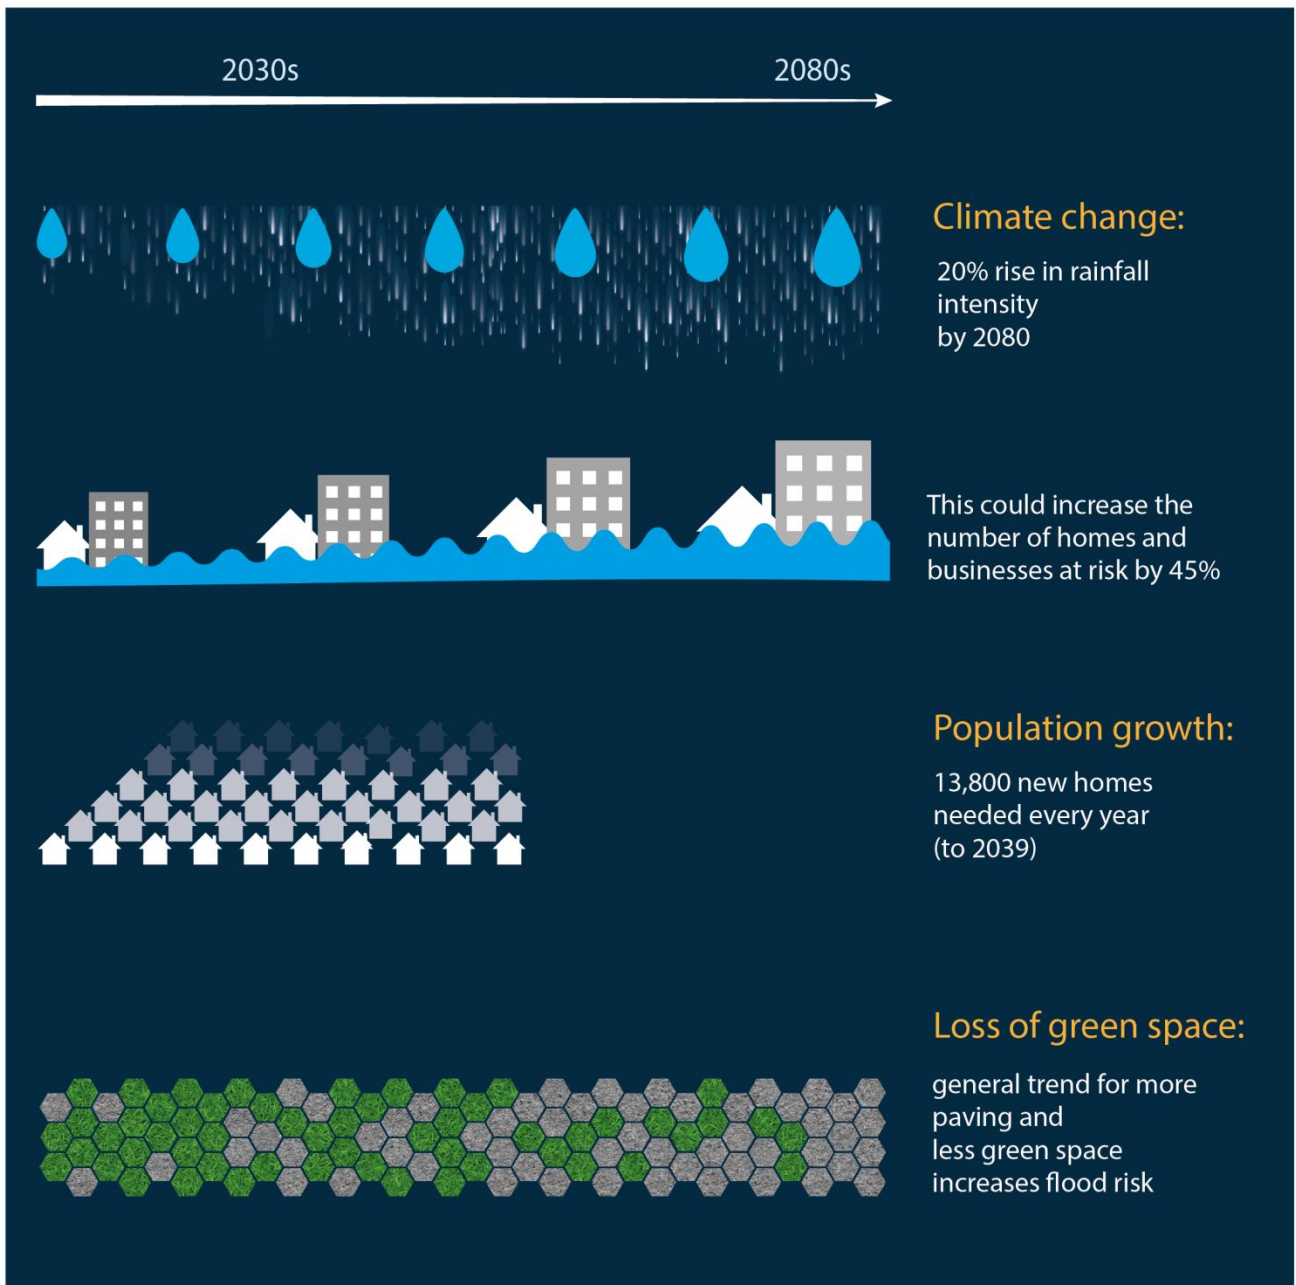 2030s
2080s
Climate change:
20% rise in rainfall
intensity
by 2080
This could increase the
number of homes and
businesses at risk by 45%
Population growth:
13,800 new homes
needed every year
(to 2039)
Loss of green space:
general trend for more
paving and
less green space
increases flood risk